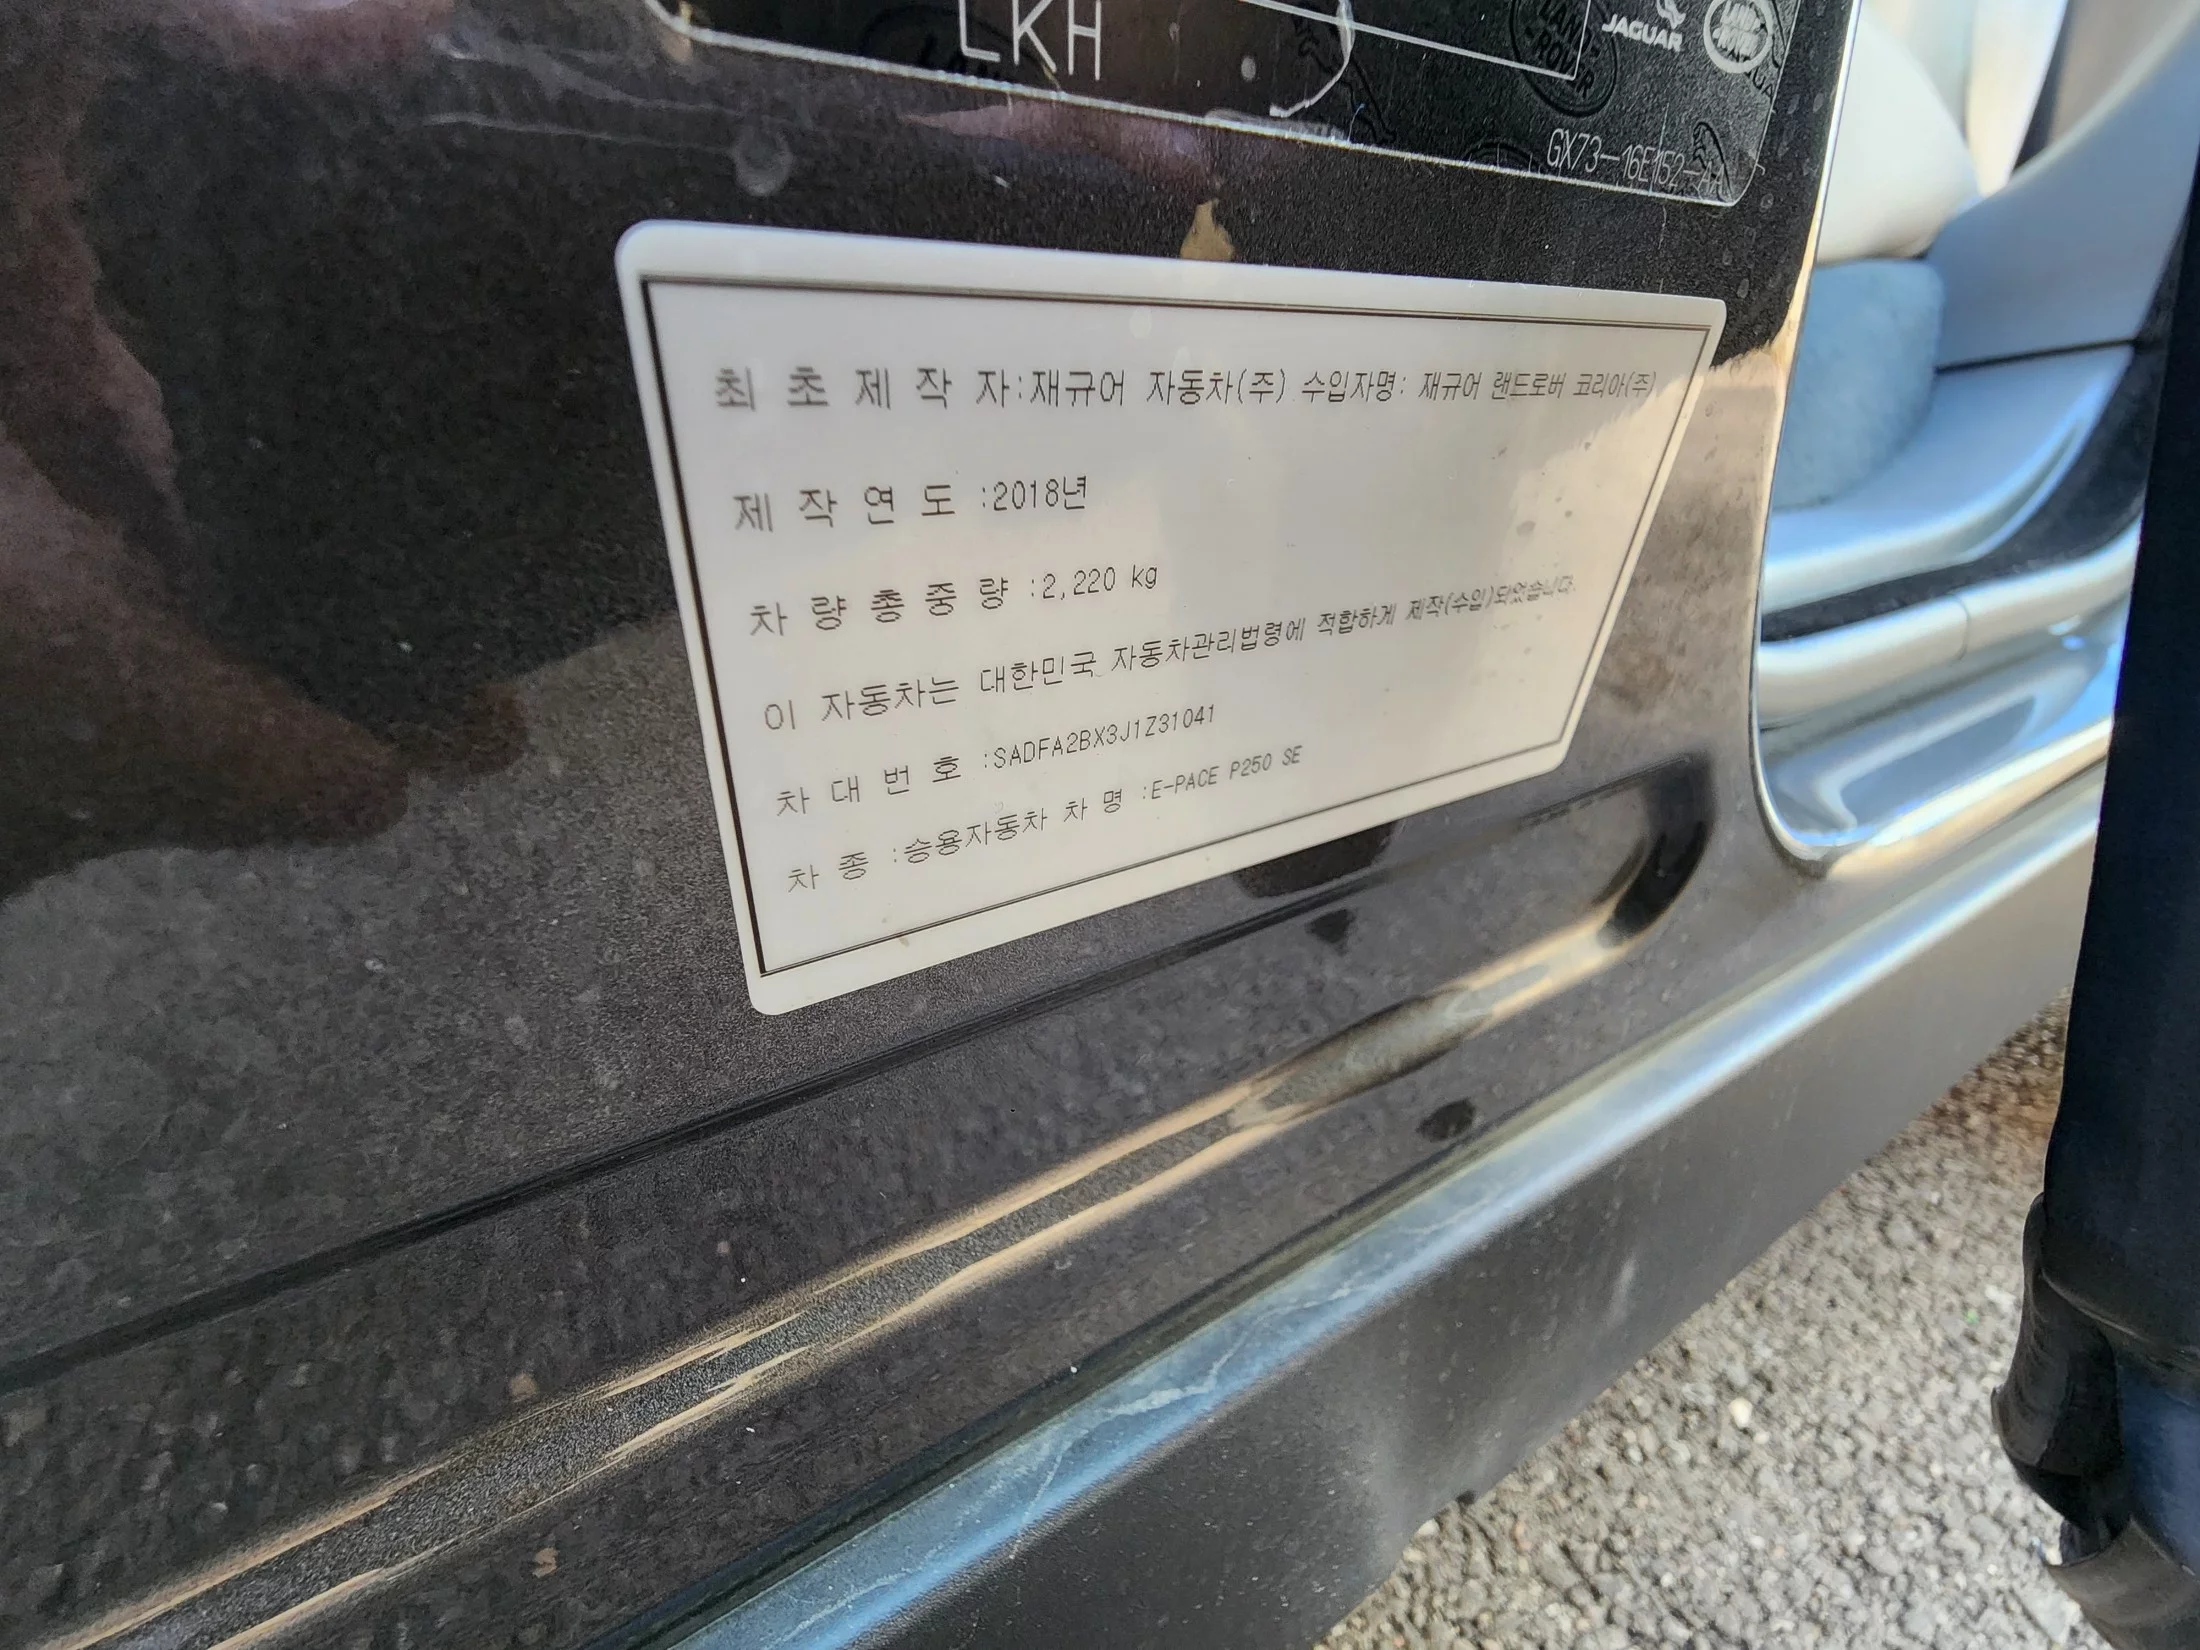 LKH
JAGUAR
LAND ROVER
GX73-16E152-AA
최 초 제 작 자:재규어 자동차(주) 수입자명: 재규어 랜드로버 코리아(주)
제 작 연 도 :2018년
차 량 총 중 량 :2,220 kg
이 자동차는 대한민국 자동차관리법령에 적합하게 제작(수입)되었습니다.
차 대 번 호 :SADFA2BX3J1Z31041
차 종 :승용자동차 차 명 :E-PACE P250 SE